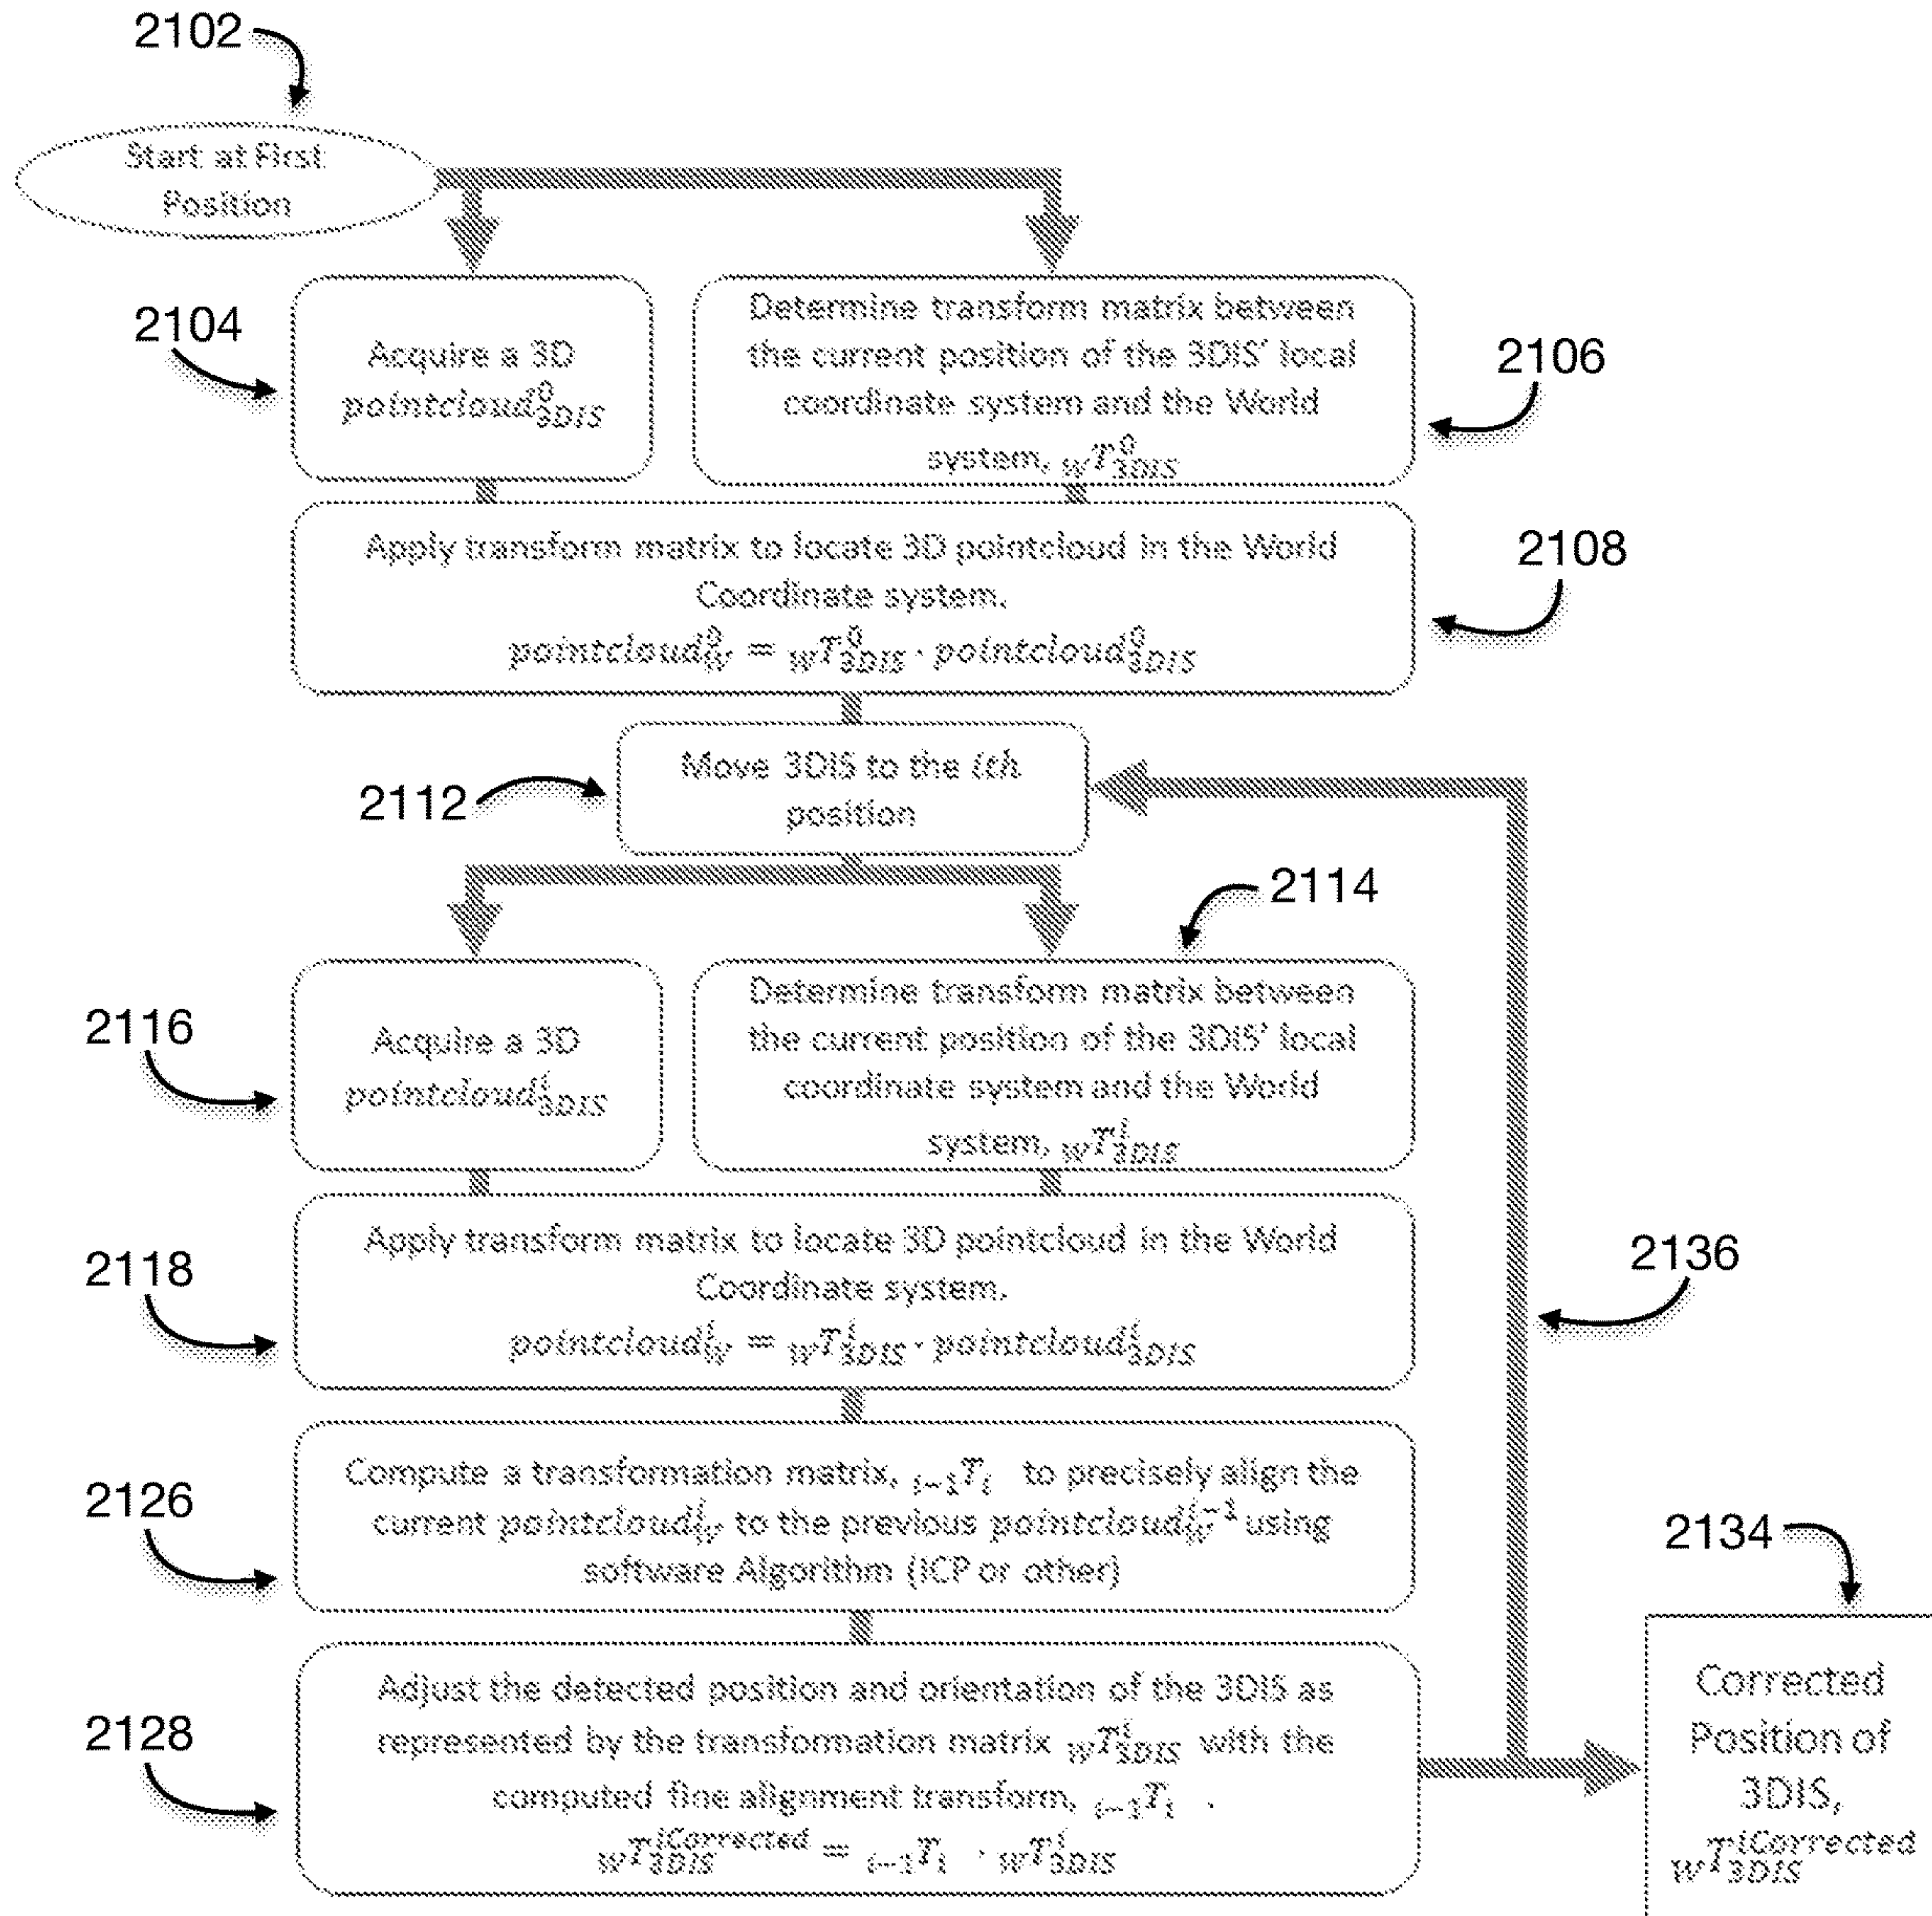 2102
Start at First
Position
2104
Acquire a 3D
pointcloud⁰₃DIS
Determine transform matrix between
the current position of the 3DIS' local
coordinate system and the World
system, wT⁰₃DIS
2106
Apply transform matrix to locate 3D pointcloud in the World
Coordinate system.
pointcloud⁰w = wT⁰₃DIS · pointcloud⁰₃DIS
2108
2112
Move 3DIS to the ith
position
2114
2116
Acquire a 3D
pointcloudⁱ₃DIS
Determine transform matrix between
the current position of the 3DIS' local
coordinate system and the World
system, wTⁱ₃DIS
2118
Apply transform matrix to locate 3D pointcloud in the World
Coordinate system.
pointcloudⁱw = wTⁱ₃DIS · pointcloudⁱ₃DIS
2136
2126
Compute a transformation matrix, ᵢ₋₁Tᵢ to precisely align the
current pointcloudⁱw to the previous pointcloudⁱ⁻¹w using
software Algorithm (ICP or other)
2134
2128
Adjust the detected position and orientation of the 3DIS as
represented by the transformation matrix wTⁱ₃DIS with the
computed fine alignment transform, ᵢ₋₁Tᵢ .
wT^iCorrected₃DIS = ᵢ₋₁Tᵢ · wTⁱ₃DIS
Corrected
Position of
3DIS,
wT^iCorrected₃DIS